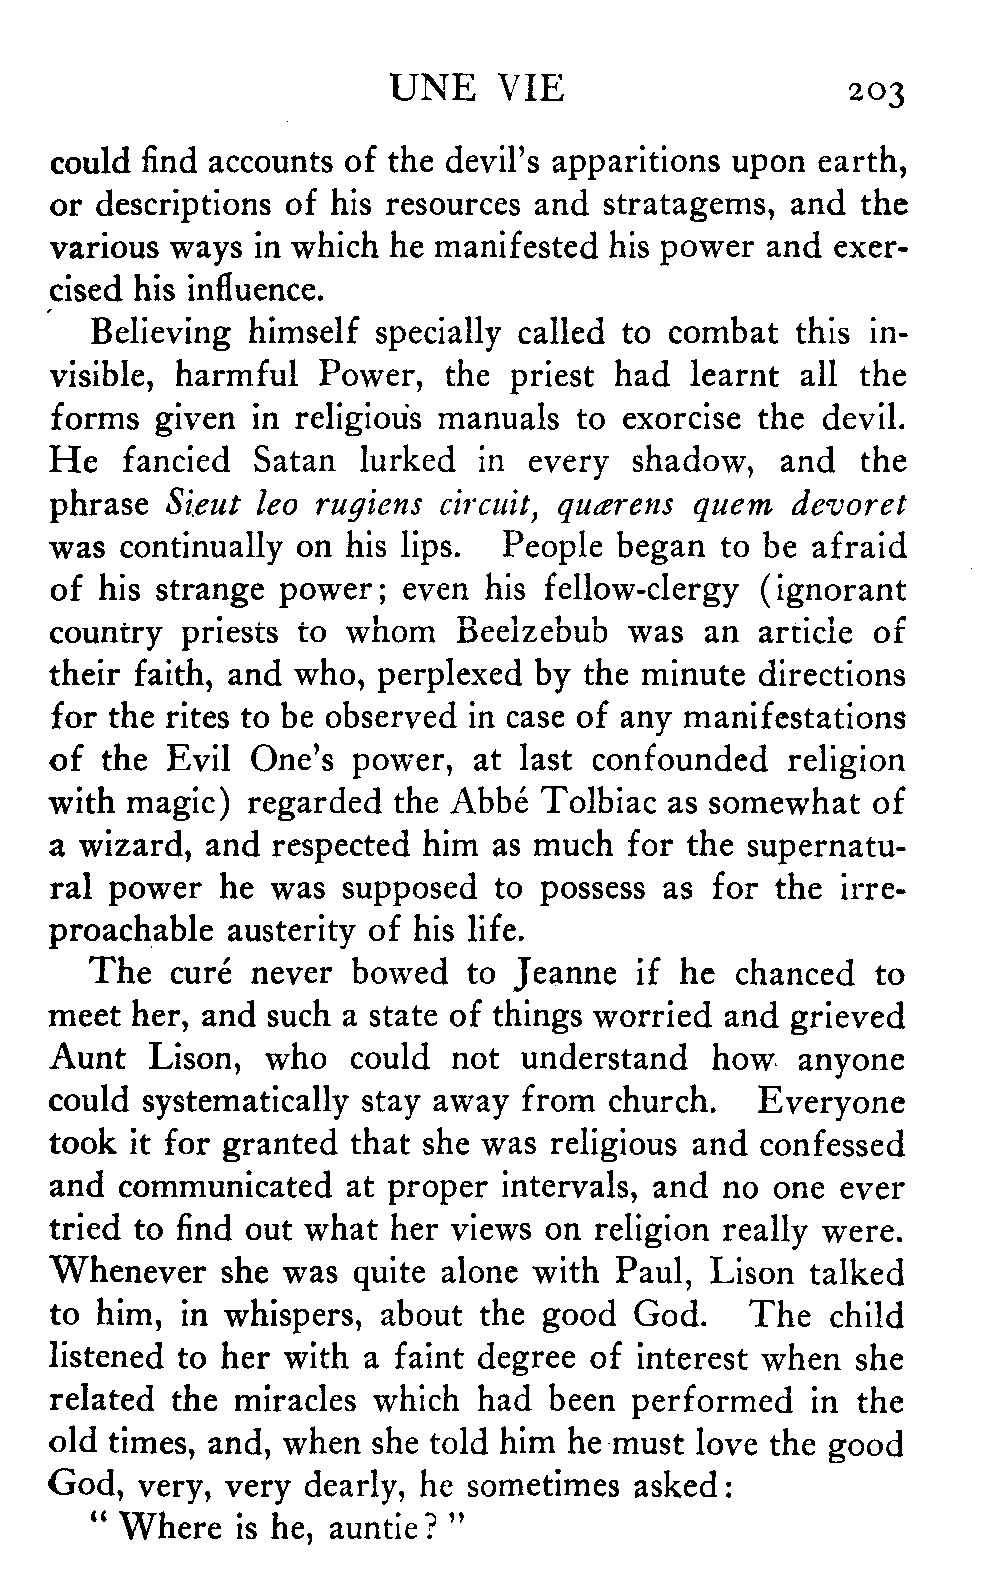 UNE VIE 203
could find accounts of the devil's apparitions upon earth,
or descriptions of his resources and stratagems, and the
various ways in which he manifested his power and exer-
cised his influence.
Believing himself specially called to combat this in-
visible, harmful Power, the priest had learnt all the
forms given in religious manuals to exorcise the devil.
He fancied Satan lurked in every shadow, and the
phrase Sieut leo rugiens circuit, quærens quem devoret
was continually on his lips. People began to be afraid
of his strange power; even his fellow-clergy (ignorant
country priests to whom Beelzebub was an article of
their faith, and who, perplexed by the minute directions
for the rites to be observed in case of any manifestations
of the Evil One's power, at last confounded religion
with magic) regarded the Abbé Tolbiac as somewhat of
a wizard, and respected him as much for the supernatu-
ral power he was supposed to possess as for the irre-
proachable austerity of his life.
The curé never bowed to Jeanne if he chanced to
meet her, and such a state of things worried and grieved
Aunt Lison, who could not understand how anyone
could systematically stay away from church. Everyone
took it for granted that she was religious and confessed
and communicated at proper intervals, and no one ever
tried to find out what her views on religion really were.
Whenever she was quite alone with Paul, Lison talked
to him, in whispers, about the good God. The child
listened to her with a faint degree of interest when she
related the miracles which had been performed in the
old times, and, when she told him he must love the good
God, very, very dearly, he sometimes asked:
"Where is he, auntie?"